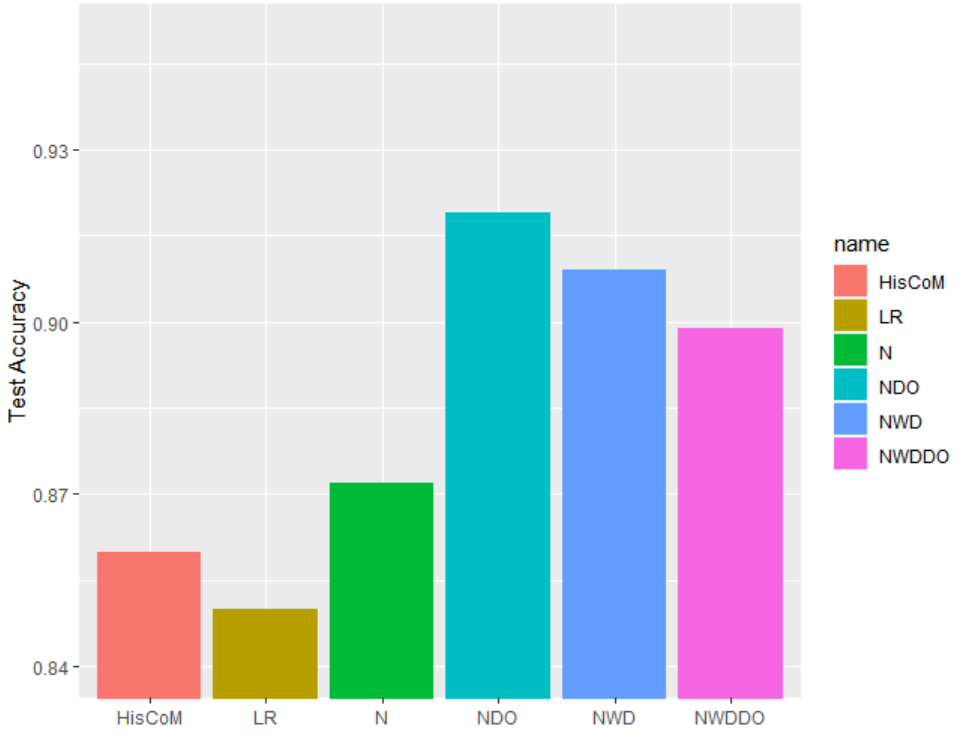 Test Accuracy
0.93
0.90
0.87
0.84
HisCoM
LR
N
NDO
NWD
NWDDO
name
HisCoM
LR
N
NDO
NWD
NWDDO